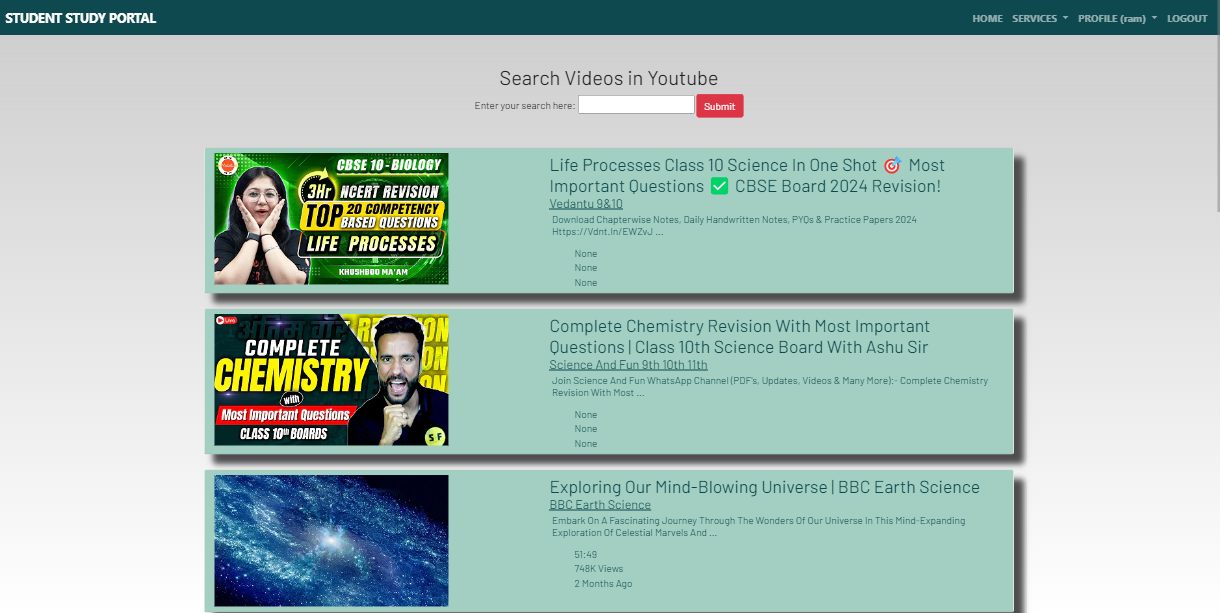 STUDENT STUDY PORTAL
HOME SERVICES PROFILE (ram) LOGOUT
Search Videos in Youtube
Enter your search here: Submit
CBSE 10 - BIOLOGY
3Hr NCERT REVISION
TOP 20 COMPETENCY
BASED QUESTIONS
LIFE PROCESSES
KHUSHBOO MA'AM
Life Processes Class 10 Science In One Shot 🎯 Most
Important Questions ✅ CBSE Board 2024 Revision!
Vedantu 9&10
Download Chapterwise Notes, Daily Handwritten Notes, PYQs & Practice Papers 2024
Https://Vdnt.In/EWZvJ ...
None
None
None
Live
REVISION
COMPLETE
CHEMISTRY
with
Most Important Questions
CLASS 10th BOARDS
SF
Complete Chemistry Revision With Most Important
Questions | Class 10th Science Board With Ashu Sir
Science And Fun 9th 10th 11th
Join Science And Fun WhatsApp Channel (PDF's, Updates, Videos & Many More):- Complete Chemistry
Revision With Most ...
None
None
None
Exploring Our Mind-Blowing Universe | BBC Earth Science
BBC Earth Science
Embark On A Fascinating Journey Through The Wonders Of Our Universe In This Mind-Expanding
Exploration Of Celestial Marvels And ...
51:49
748K Views
2 Months Ago